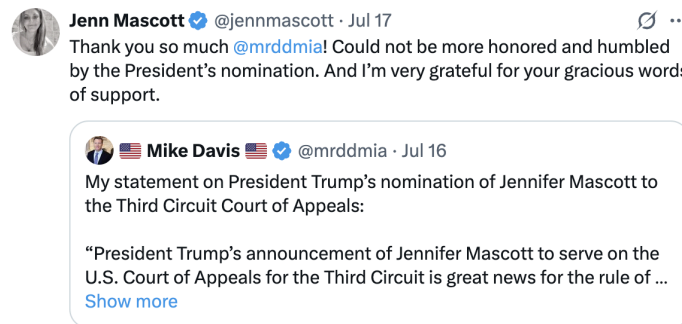 Jenn Mascott @jennmascott · Jul 17
Thank you so much @mrddmia! Could not be more honored and humbled
by the President’s nomination. And I’m very grateful for your gracious words
of support.
🇺🇸 Mike Davis 🇺🇸 @mrddmia · Jul 16
My statement on President Trump’s nomination of Jennifer Mascott to
the Third Circuit Court of Appeals:
“President Trump’s announcement of Jennifer Mascott to serve on the
U.S. Court of Appeals for the Third Circuit is great news for the rule of ...
Show more